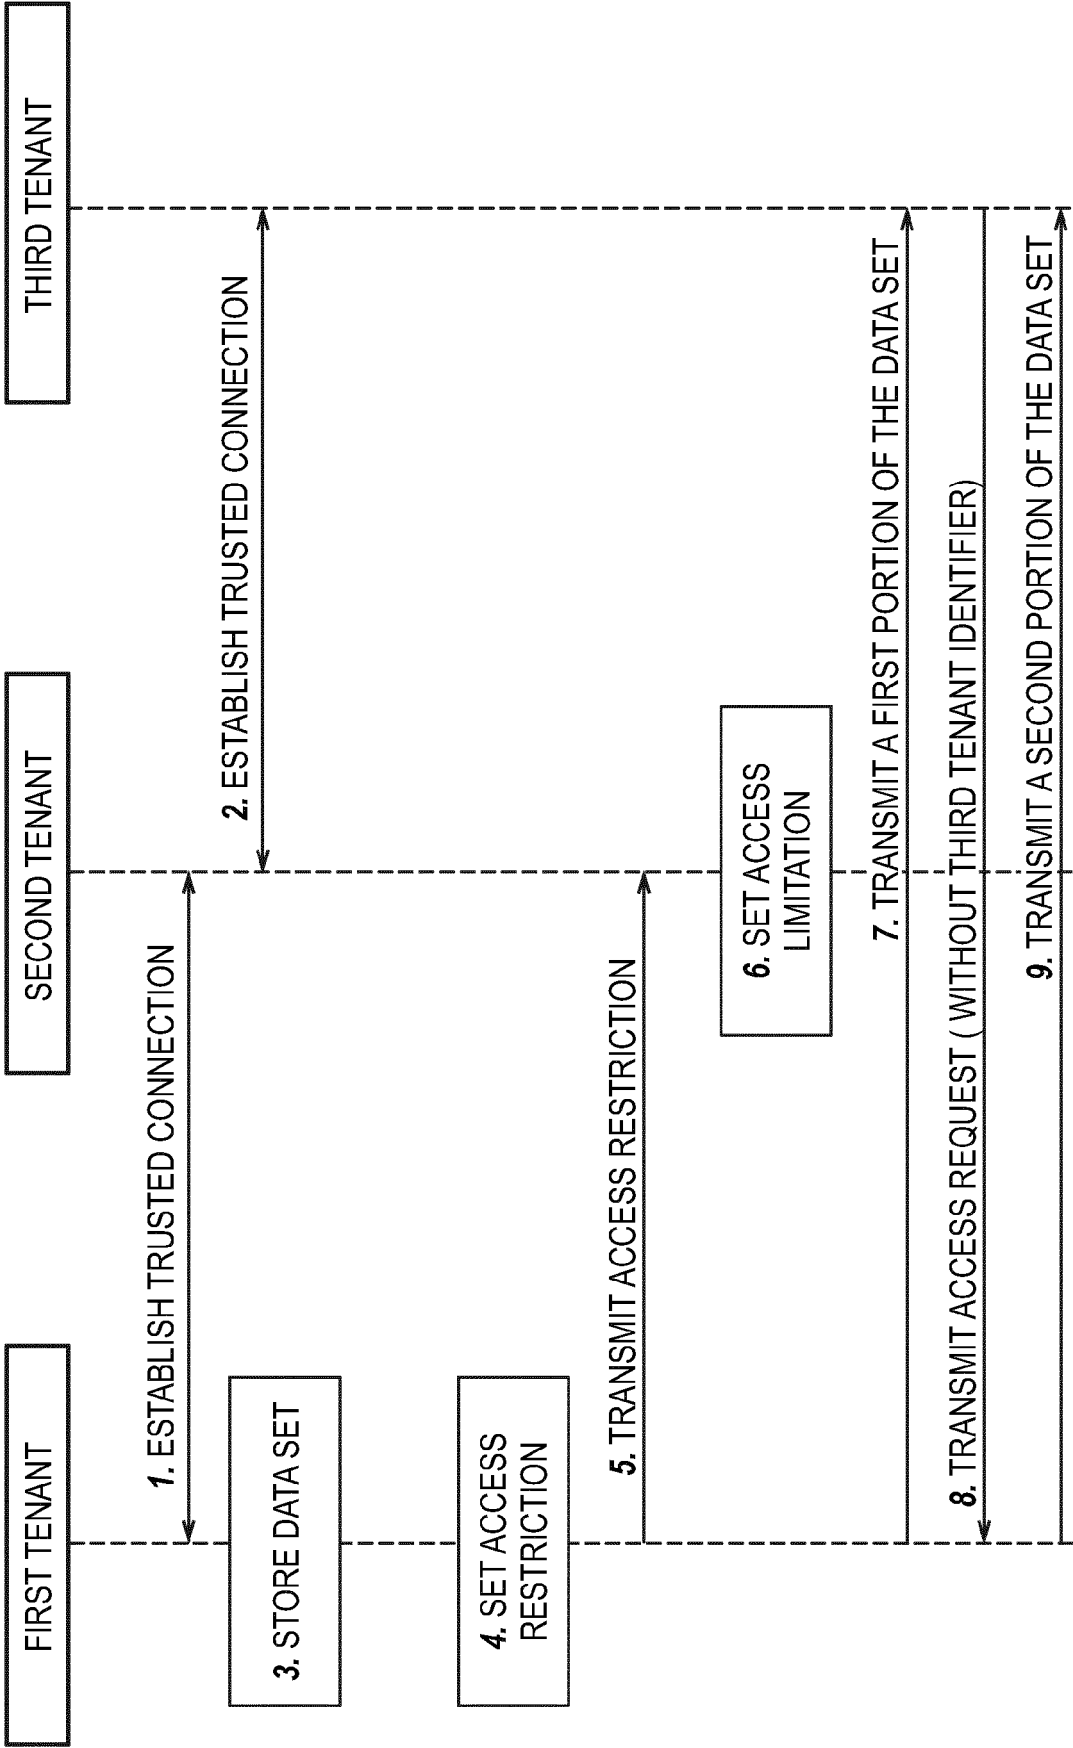 FIRST TENANT
SECOND TENANT
THIRD TENANT
1. ESTABLISH TRUSTED CONNECTION
2. ESTABLISH TRUSTED CONNECTION
3. STORE DATA SET
4. SET ACCESS
RESTRICTION
5. TRANSMIT ACCESS RESTRICTION
6. SET ACCESS
LIMITATION
7. TRANSMIT A FIRST PORTION OF THE DATA SET
8. TRANSMIT ACCESS REQUEST (WITHOUT THIRD TENANT IDENTIFIER)
9. TRANSMIT A SECOND PORTION OF THE DATA SET